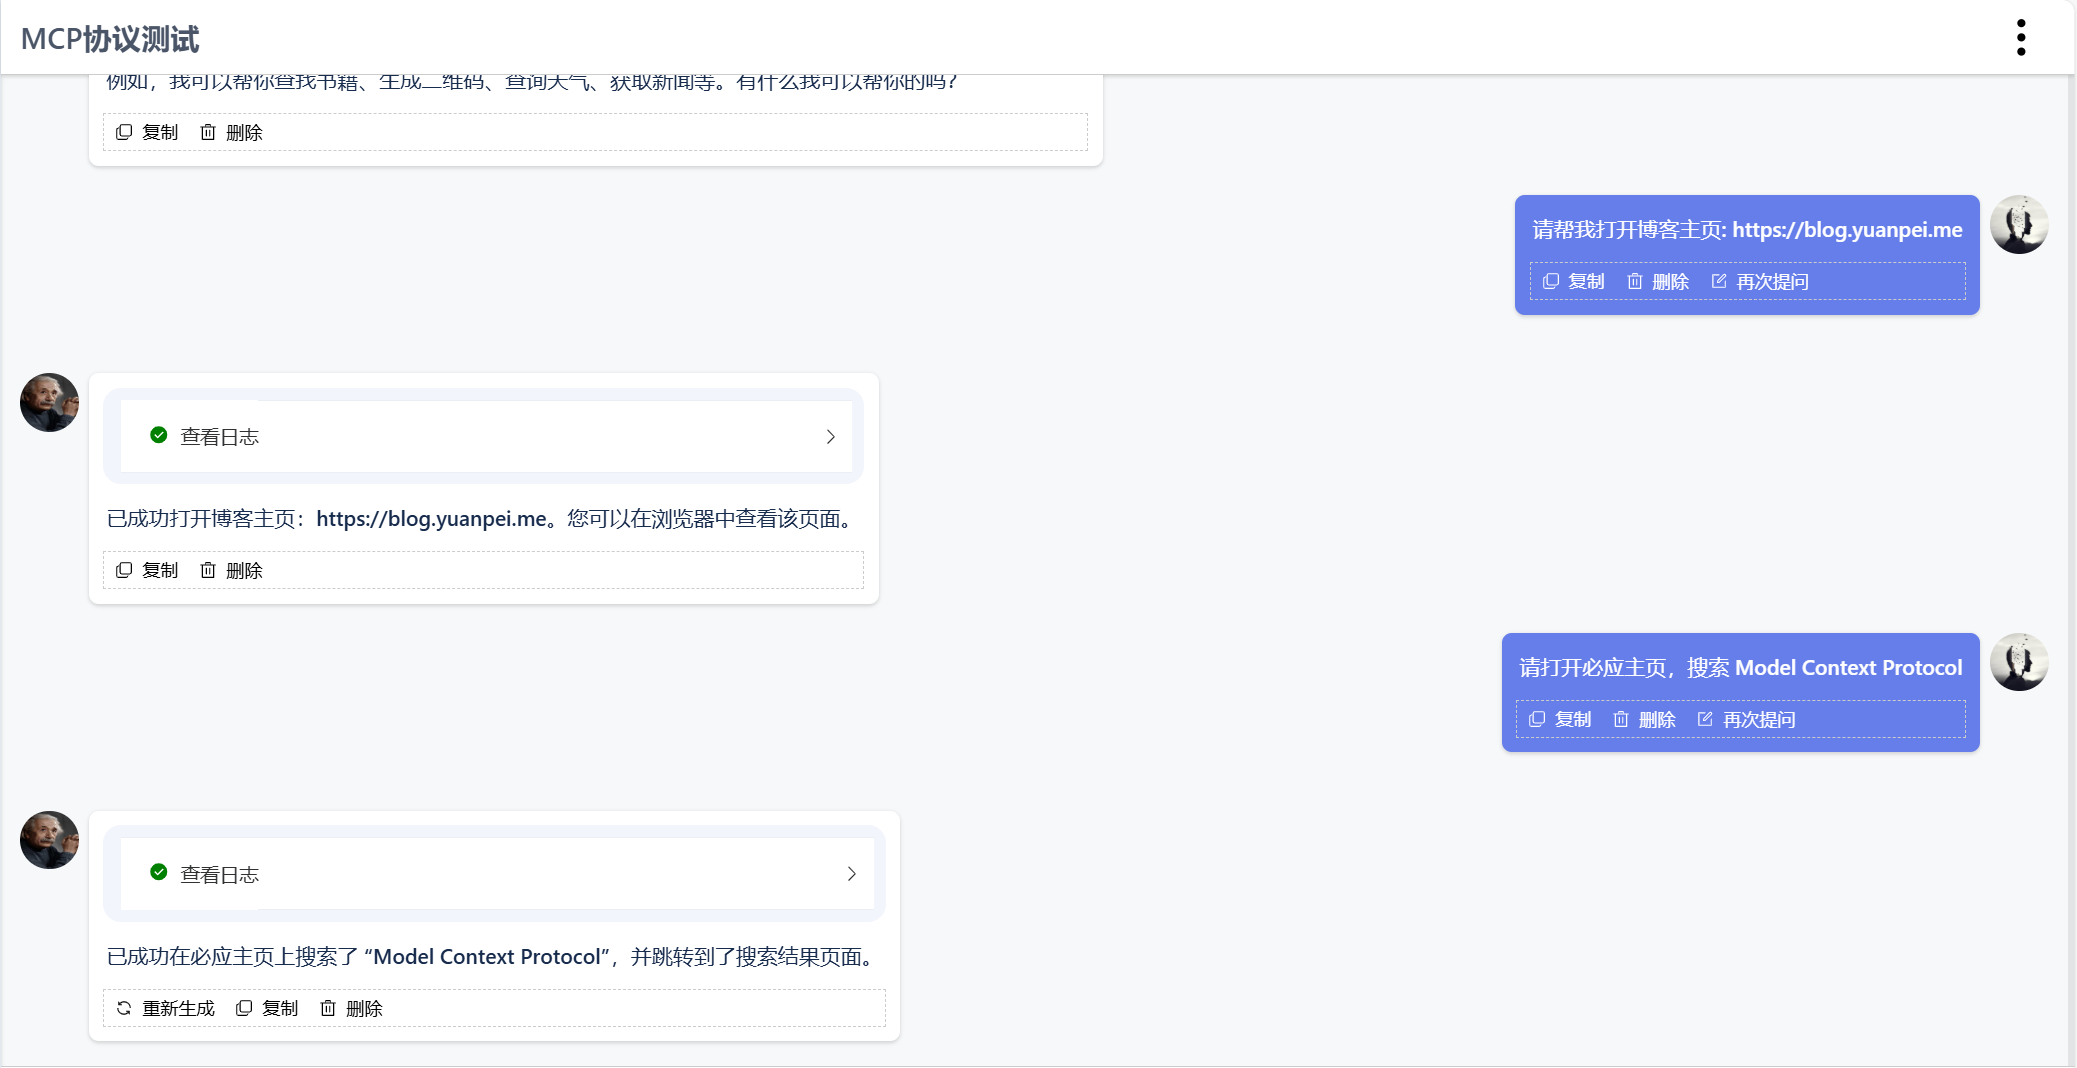 MCP协议测试
例如，我可以帮你查找书籍、生成二维码、查询天气、获取新闻等。有什么我可以帮你的吗？
复制 删除
请帮我打开博客主页: https://blog.yuanpei.me
复制 删除 再次提问
查看日志
已成功打开博客主页：https://blog.yuanpei.me。您可以在浏览器中查看该页面。
复制 删除
请打开必应主页，搜索 Model Context Protocol
复制 删除 再次提问
查看日志
已成功在必应主页上搜索了 “Model Context Protocol”，并跳转到了搜索结果页面。
重新生成 复制 删除